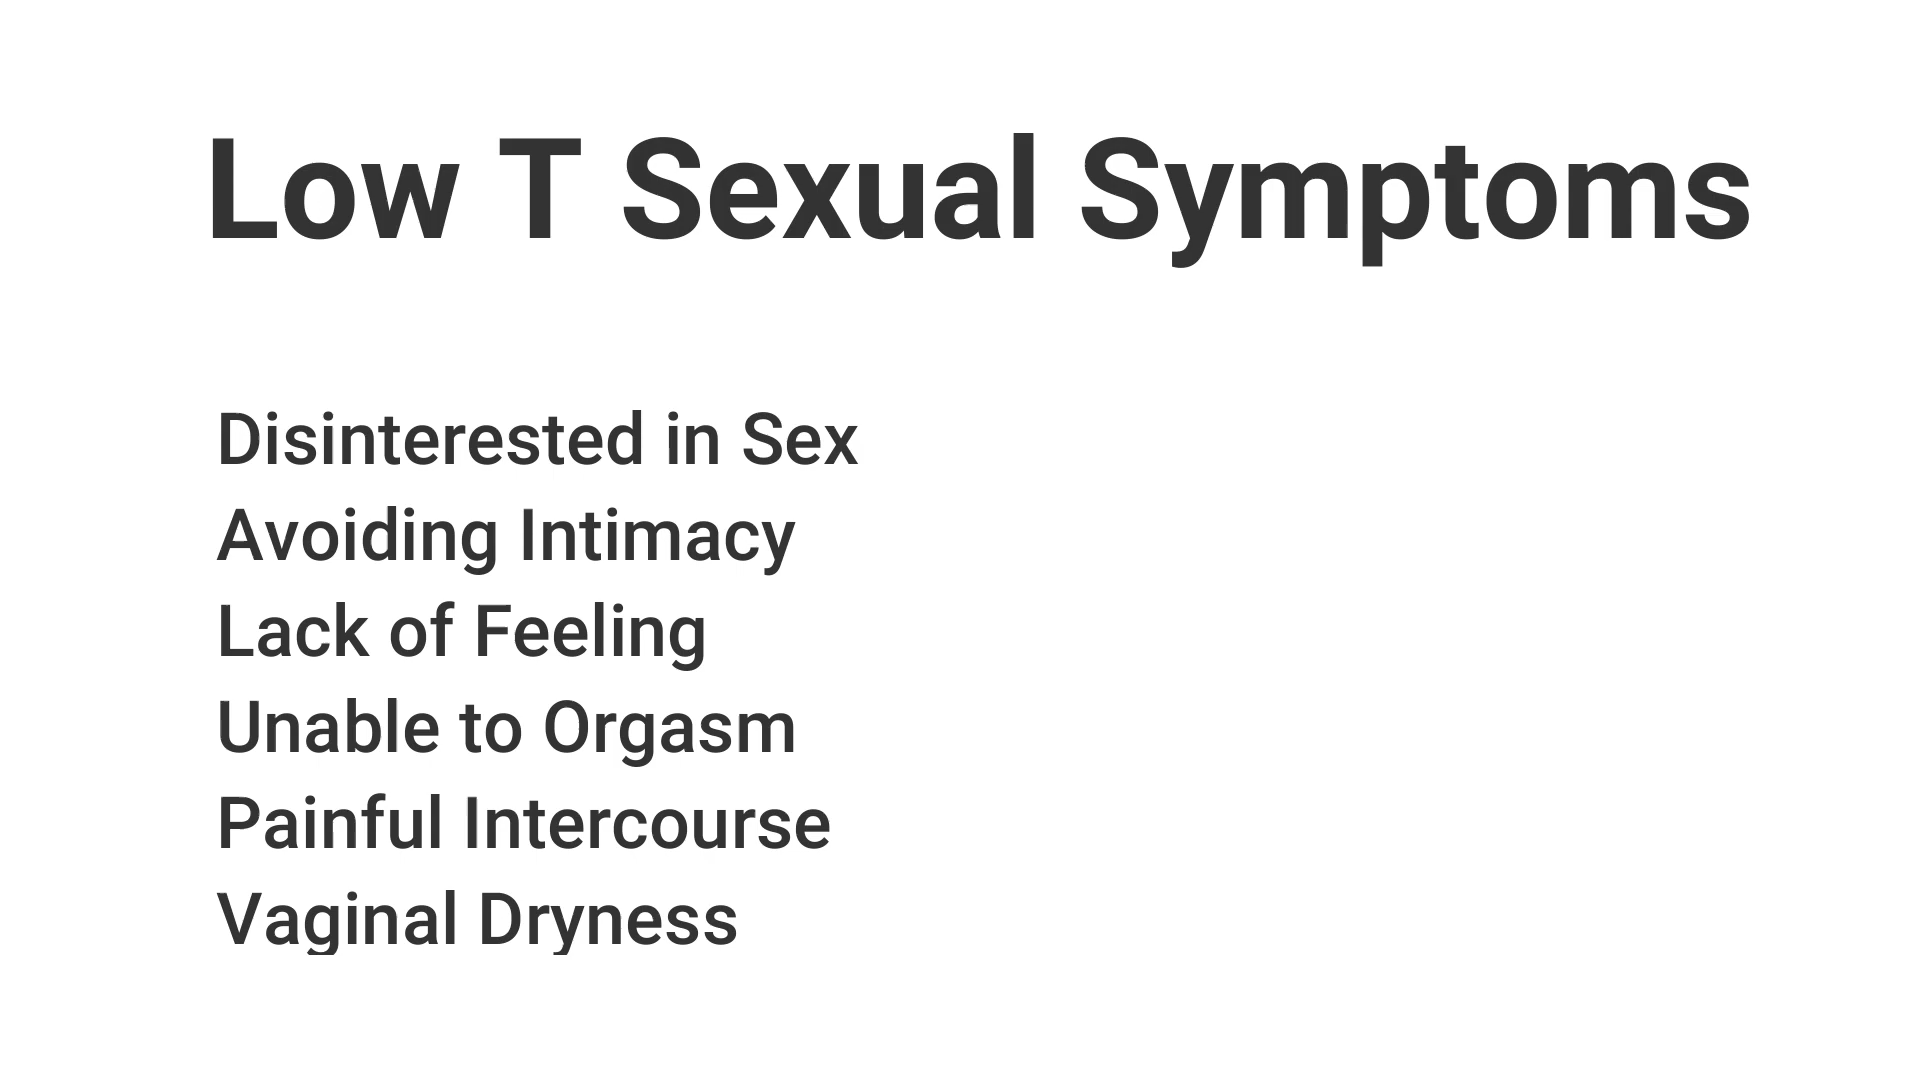 Low T Sexual Symptoms
Disinterested in Sex
Avoiding Intimacy
Lack of Feeling
Unable to Orgasm
Painful Intercourse
Vaginal Dryness